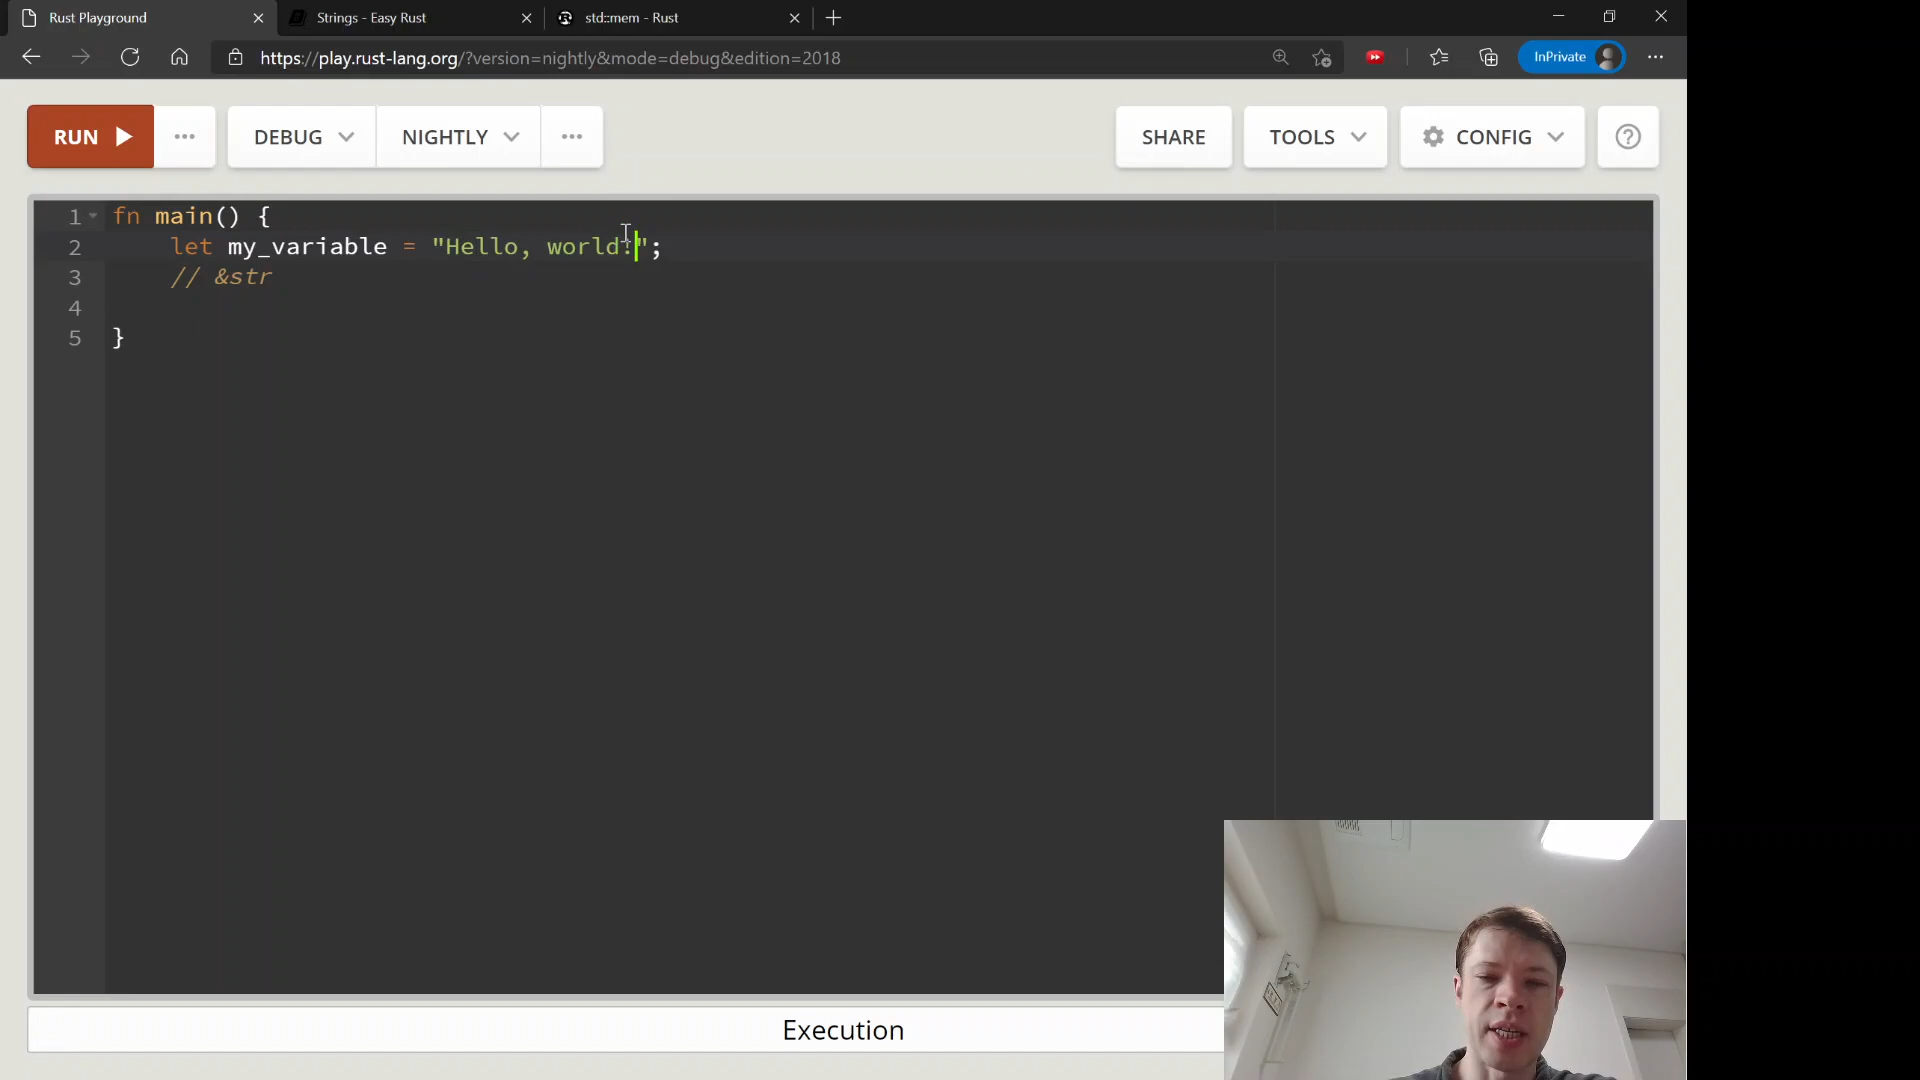 Rust Playground
Strings - Easy Rust
std::mem - Rust
https://play.rust-lang.org/?version=nightly&mode=debug&edition=2018
InPrivate
RUN
DEBUG
NIGHTLY
SHARE
TOOLS
CONFIG
1 fn main() {
2 let my_variable = "Hello, world!";
3 // &str
4
5 }
Execution